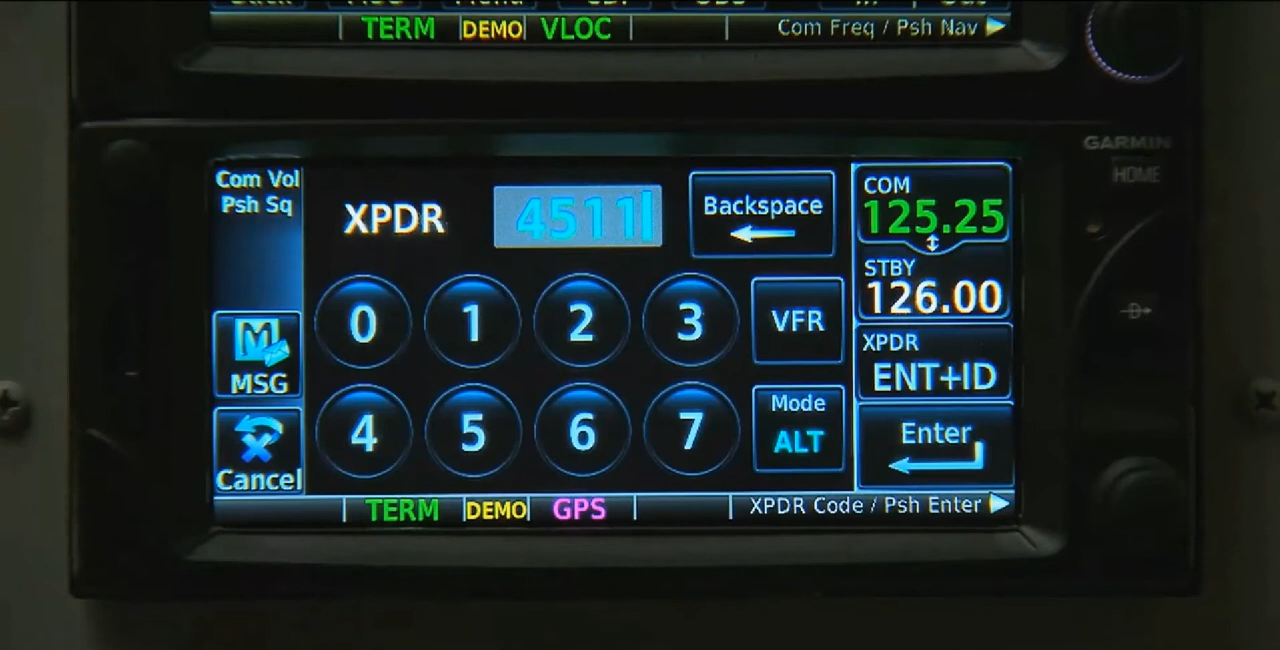 TERM DEMO VLOC Com Freq / Psh Nav
GARMIN
HOME
Com Vol
Psh Sq
XPDR 4511
Backspace
COM
125.25
STBY
126.00
0 1 2 3 VFR
XPDR
ENT+ID
MSG
4 5 6 7
Mode
ALT
Enter
Cancel
TERM DEMO GPS XPDR Code / Psh Enter